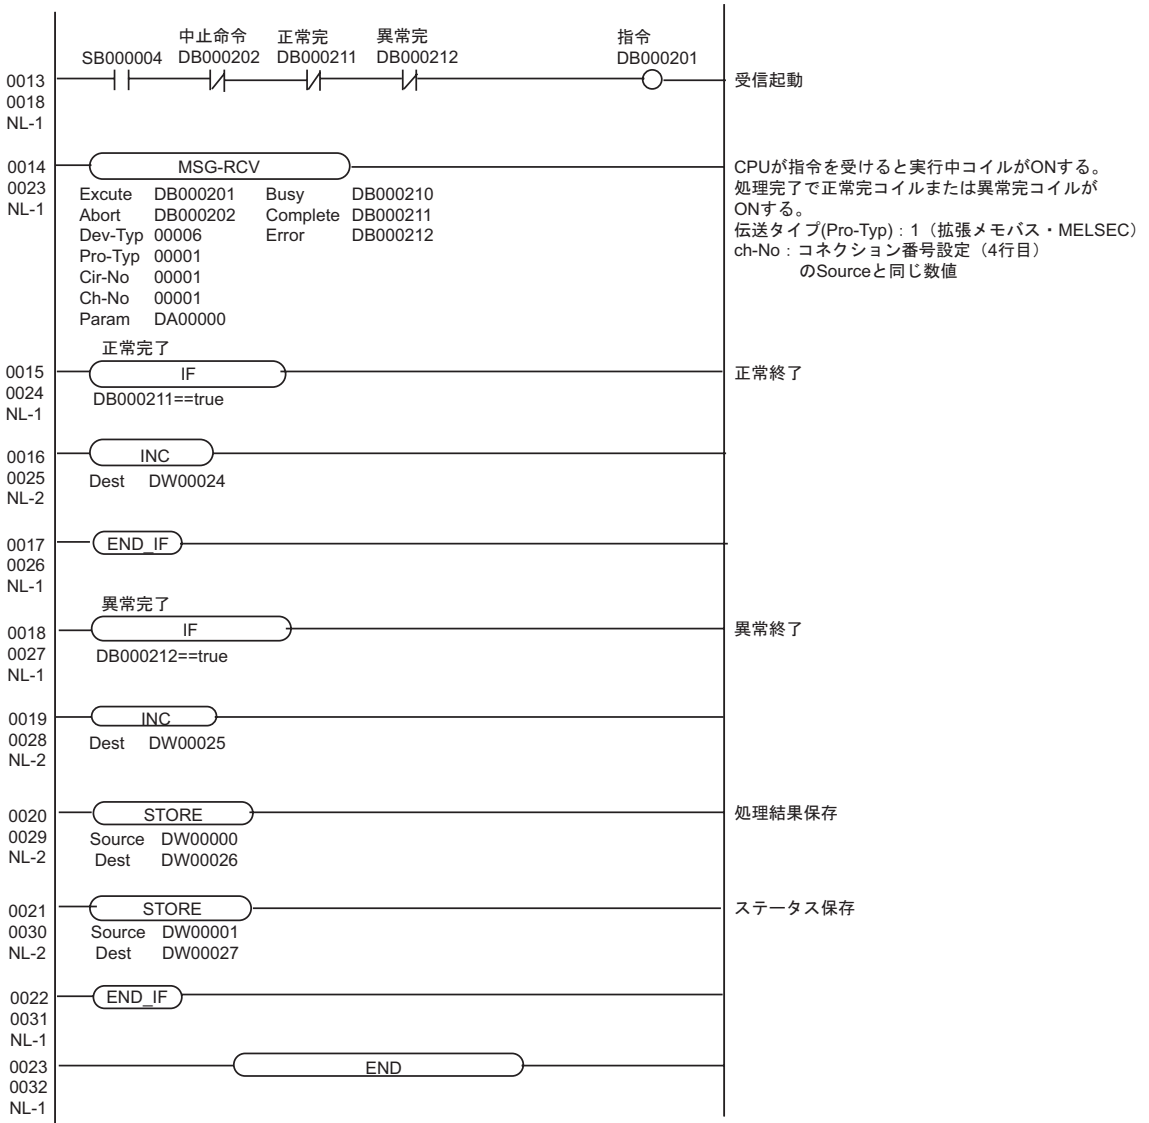 中止命令 正常完 異常完 指令
SB000004 DB000202 DB000211 DB000212 DB000201
0013 受信起動
0018
NL-1
0014 MSG-RCV CPUが指令を受けると実行中コイルがONする。
0023 Excute DB000201 Busy DB000210 処理完了で正常完コイルまたは異常完コイルが
NL-1 Abort DB000202 Complete DB000211 ONする。
Dev-Typ 00006 Error DB000212 伝送タイプ(Pro-Typ)：1（拡張メモバス・MELSEC）
Pro-Typ 00001 ch-No：コネクション番号設定（4行目）
Cir-No 00001 のSourceと同じ数値
Ch-No 00001
Param DA00000
正常完了
0015 IF 正常終了
0024 DB000211==true
NL-1
0016 INC
0025 Dest DW00024
NL-2
0017 END_IF
0026
NL-1
異常完了
0018 IF 異常終了
0027 DB000212==true
NL-1
0019 INC
0028 Dest DW00025
NL-2
0020 STORE 処理結果保存
0029 Source DW00000
NL-2 Dest DW00026
0021 STORE ステータス保存
0030 Source DW00001
NL-2 Dest DW00027
0022 END_IF
0031
NL-1
0023 END
0032
NL-1